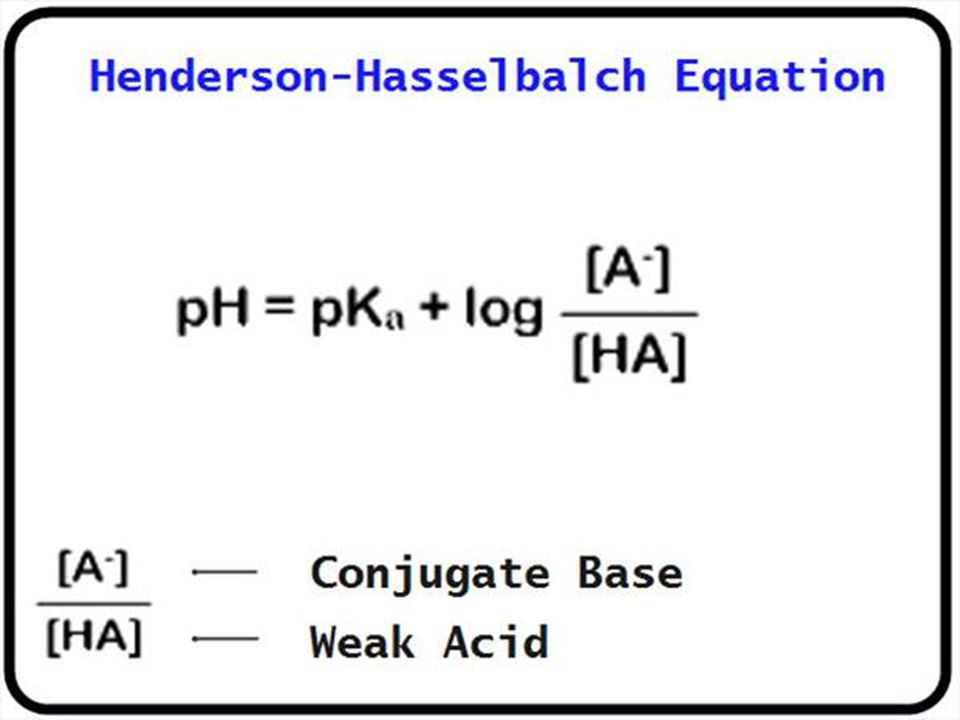 Henderson-Hasselbalch Equation
pH = pKₐ + log [A⁻] / [HA]
[A⁻] — Conjugate Base
[HA] — Weak Acid